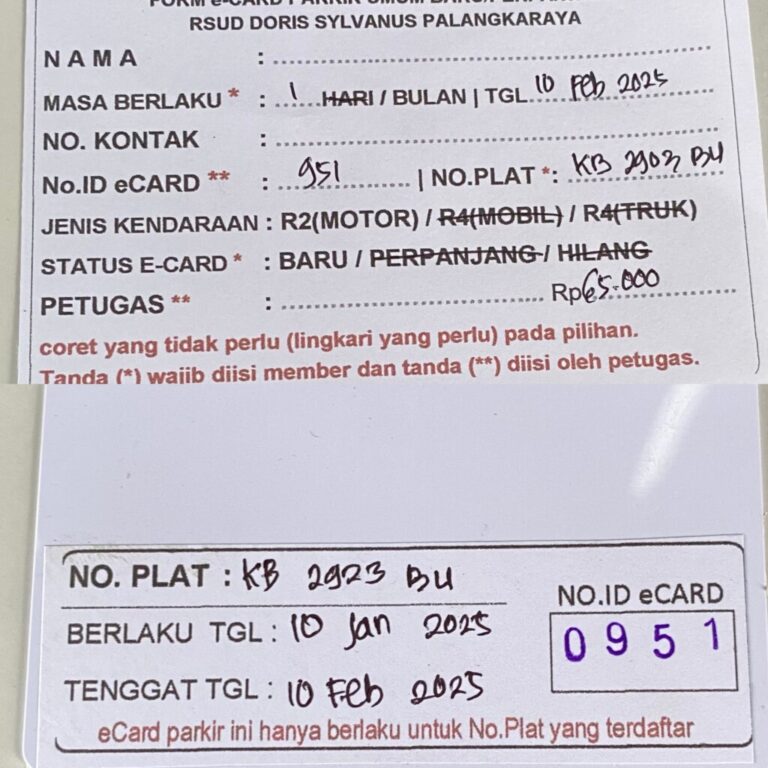 FORM e-CARD PARKIR UMUM
RSUD DORIS SYLVANUS PALANGKARAYA
N A M A :
MASA BERLAKU * : 1 HARI / BULAN | TGL 10 Feb 2025
NO. KONTAK :
No.ID eCARD ** : 951 | NO.PLAT *: KB 2903 BU
JENIS KENDARAAN : R2(MOTOR) / R4(MOBIL) / R4(TRUK)
STATUS E-CARD * : BARU / PERPANJANG / HILANG
PETUGAS ** : Rp65.000
coret yang tidak perlu (lingkari yang perlu) pada pilihan.
Tanda (*) wajib diisi member dan tanda (**) diisi oleh petugas.
NO. PLAT : KB 2923 BU
BERLAKU TGL : 10 Jan 2025
TENGGAT TGL : 10 Feb 2025
NO.ID eCARD
0951
eCard parkir ini hanya berlaku untuk No.Plat yang terdaftar